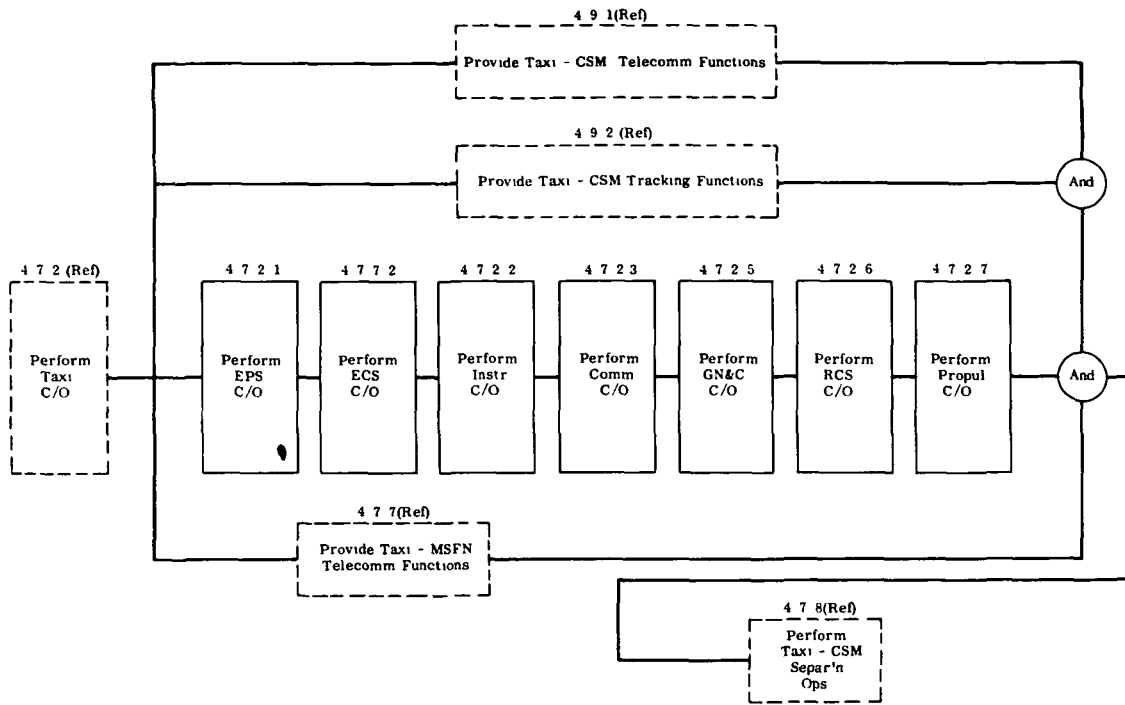 4 9 1(Ref)
Provide Taxi - CSM Telecomm Functions
4 9 2 (Ref)
Provide Taxi - CSM Tracking Functions
And
4 7 2 (Ref)
Perform
Taxi
C/O
4 7 2 1
Perform
EPS
C/O
4 7 7 2
Perform
ECS
C/O
4 7 2 2
Perform
Instr
C/O
4 7 2 3
Perform
Comm
C/O
4 7 2 5
Perform
GN&C
C/O
4 7 2 6
Perform
RCS
C/O
4 7 2 7
Perform
Propul
C/O
And
4 7 7(Ref)
Provide Taxi - MSFN
Telecomm Functions
4 7 8(Ref)
Perform
Taxi - CSM
Separ'n
Ops